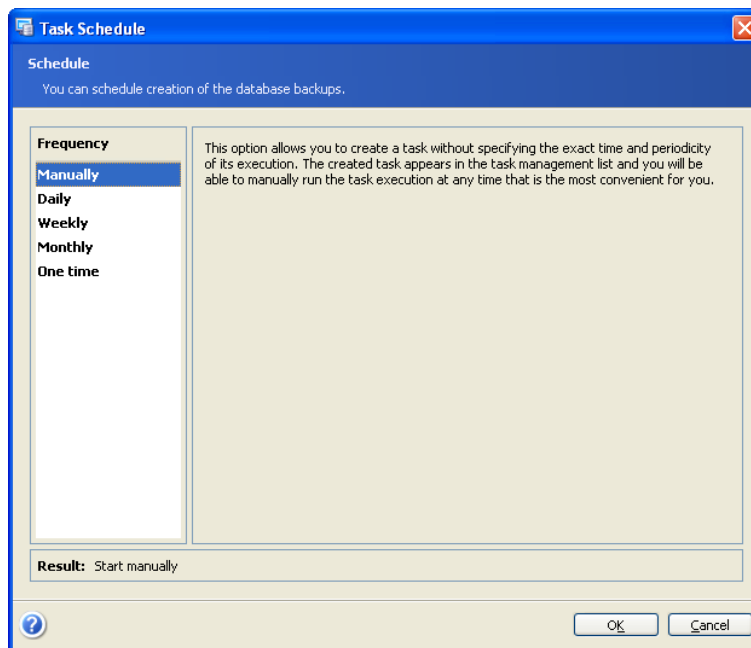 Task Schedule
Schedule
You can schedule creation of the database backups.
Frequency
Manually
Daily
Weekly
Monthly
One time
This option allows you to create a task without specifying the exact time and periodicity
of its execution. The created task appears in the task management list and you will be
able to manually run the task execution at any time that is the most convenient for you.
Result: Start manually
OK
Cancel